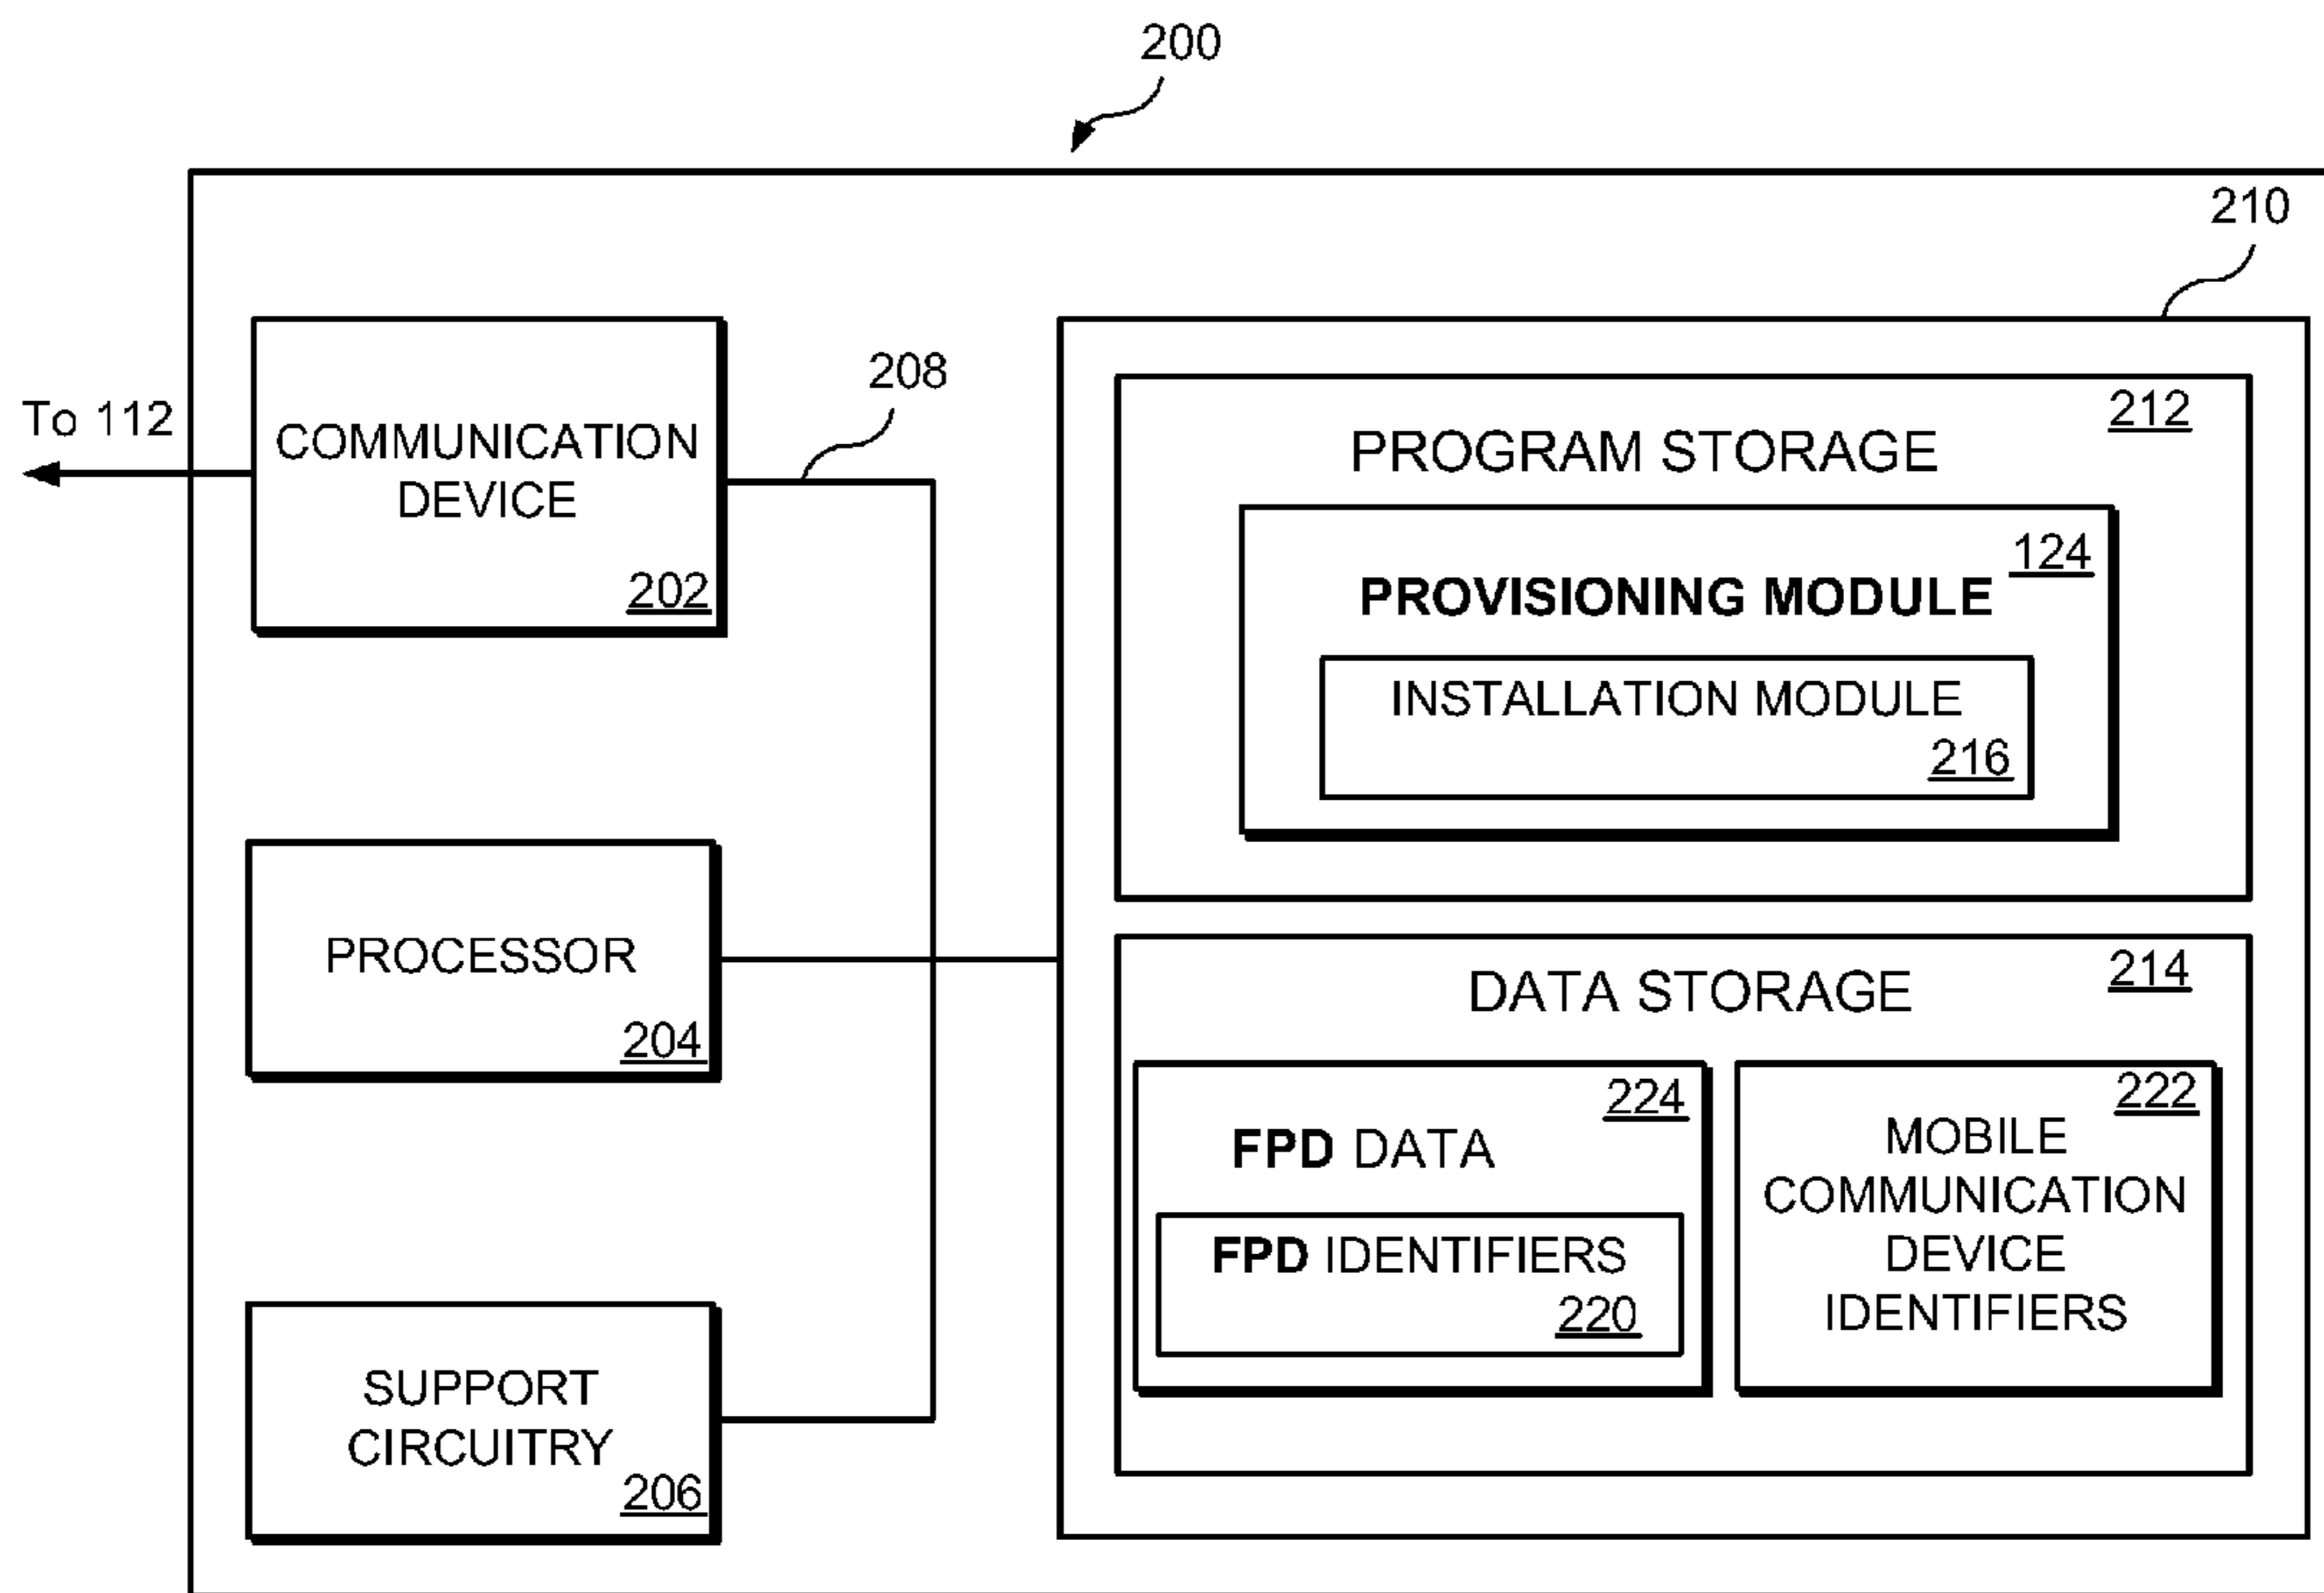 200
210
208
To 112
COMMUNICATION
DEVICE
202
PROCESSOR
204
SUPPORT
CIRCUITRY
206
212
PROGRAM STORAGE
124
PROVISIONING MODULE
INSTALLATION MODULE
216
214
DATA STORAGE
224
FPD DATA
FPD IDENTIFIERS
220
222
MOBILE
COMMUNICATION
DEVICE
IDENTIFIERS